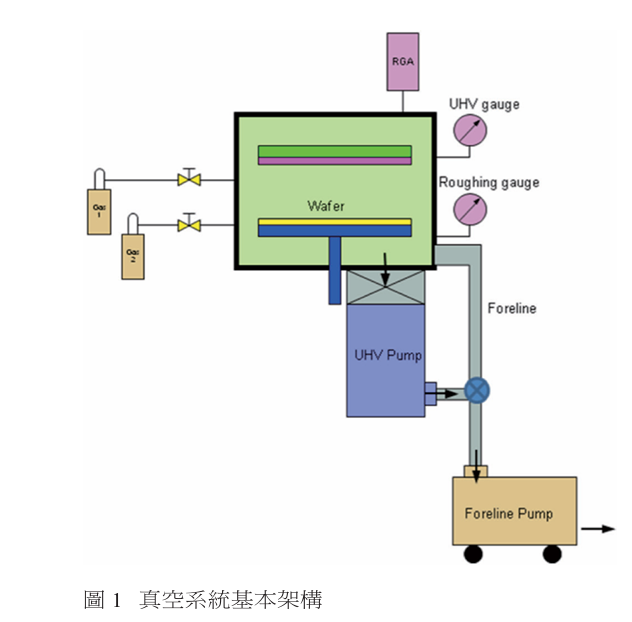 RGA
UHV gauge
Roughing gauge
Gas
1
Gas
2
Wafer
Foreline
UHV Pump
Foreline Pump
圖 1 真空系統基本架構